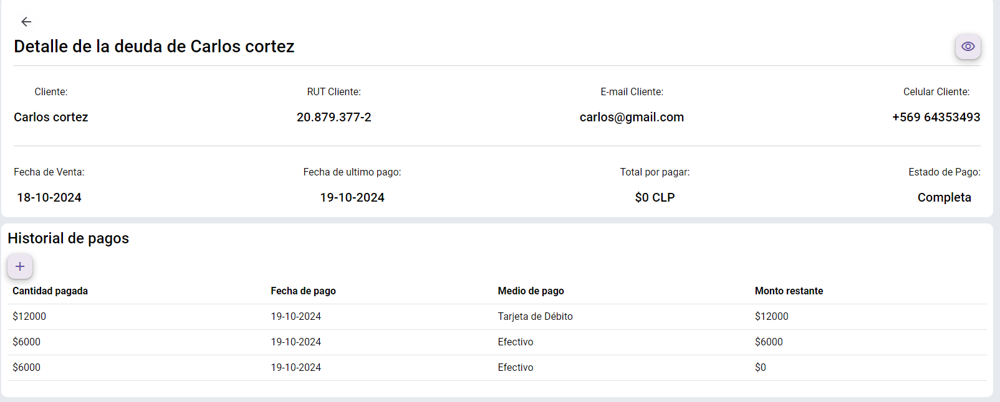 Detalle de la deuda de Carlos cortez
Cliente: RUT Cliente: E-mail Cliente: Celular Cliente:
Carlos cortez 20.879.377-2 carlos@gmail.com +569 64353493
Fecha de Venta: Fecha de ultimo pago: Total por pagar: Estado de Pago:
18-10-2024 19-10-2024 $0 CLP Completa
Historial de pagos
Cantidad pagada Fecha de pago Medio de pago Monto restante
$12000 19-10-2024 Tarjeta de Débito $12000
$6000 19-10-2024 Efectivo $6000
$6000 19-10-2024 Efectivo $0